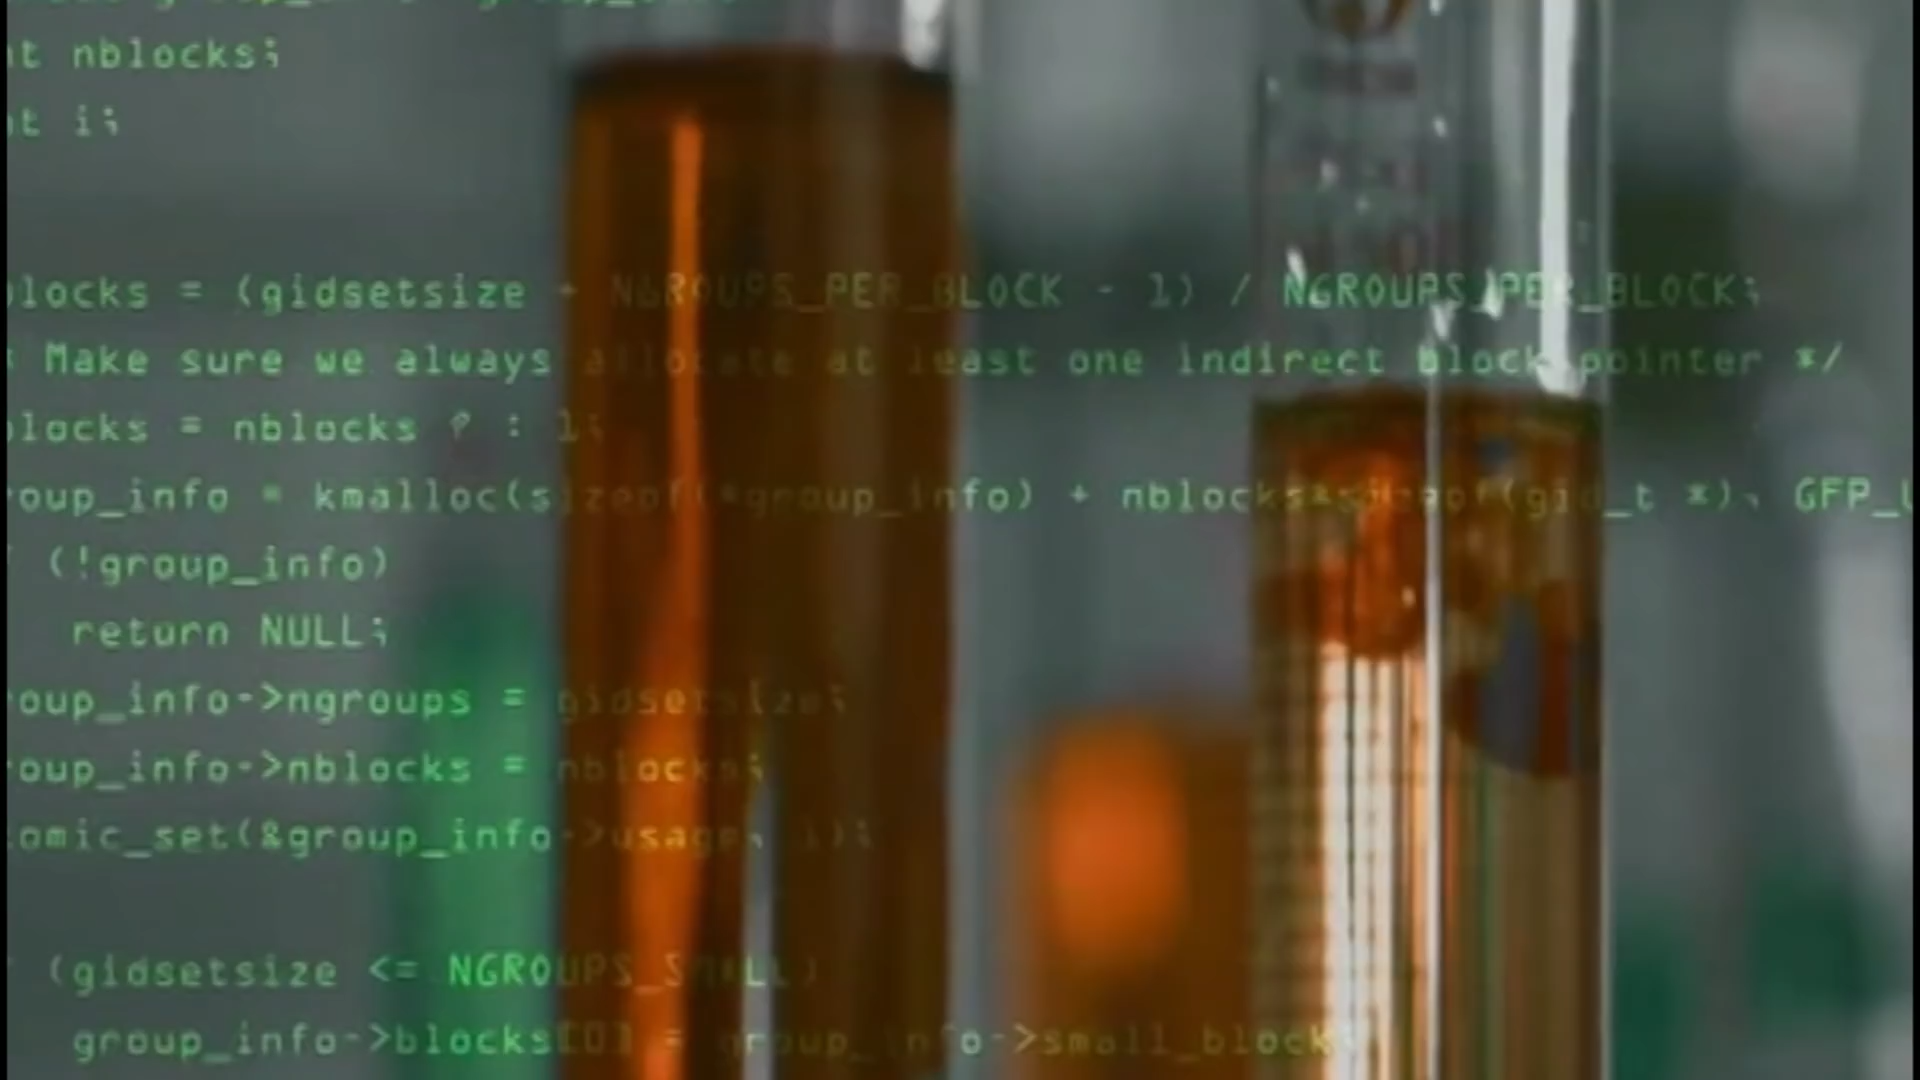 nt nblocks;
nt i;
blocks = (gidsetsize + NGROUPS_PER_BLOCK - 1) / NGROUPS_PER_BLOCK;
* Make sure we always allocate at least one indirect block pointer */
blocks = nblocks ? : 1;
roup_info = kmalloc(sizeof(*group_info) + nblocks*sizeof(gid_t *), GFP_U
(!group_info)
return NULL;
roup_info->ngroups = gidsetsize;
roup_info->nblocks = nblocks;
tomic_set(&group_info->usage, 1);
(gidsetsize <= NGROUPS_SMALL)
group_info->blocks[0] = group_info->small_block